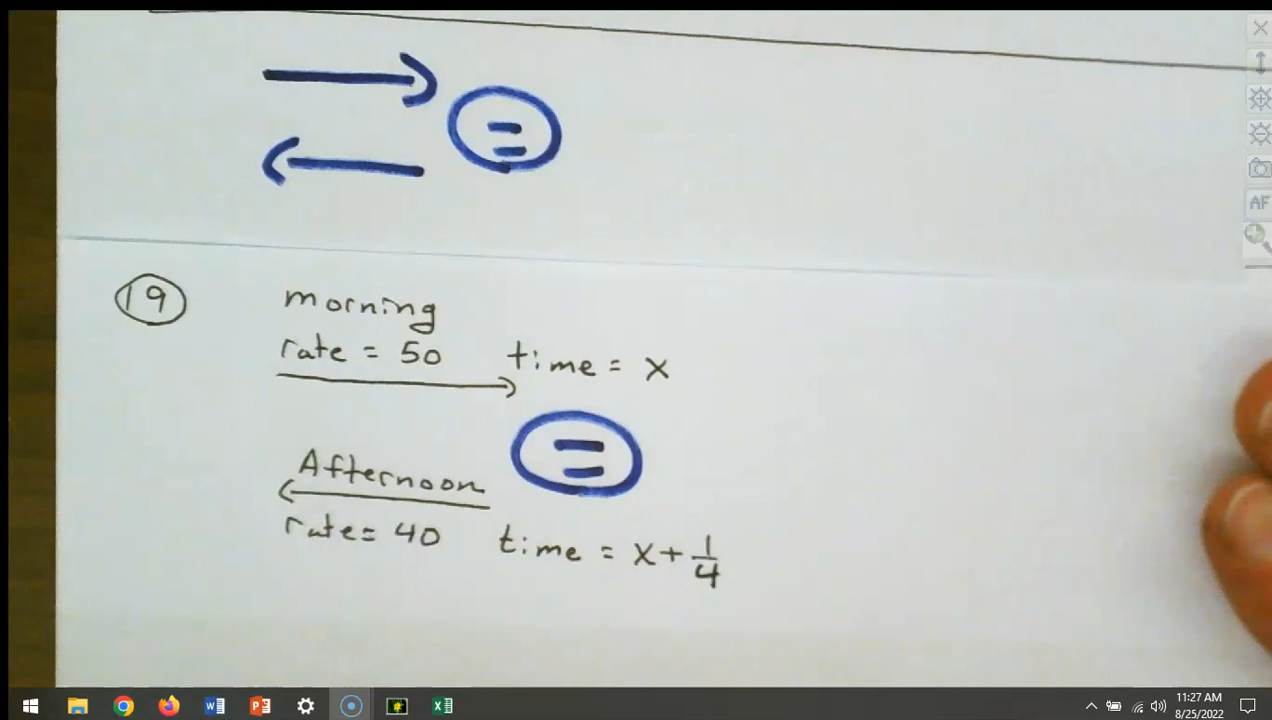 =
19
morning
rate = 50 time = x
=
Afternoon
rate = 40 time = x + 1/4
AF
11:27 AM
8/25/2022